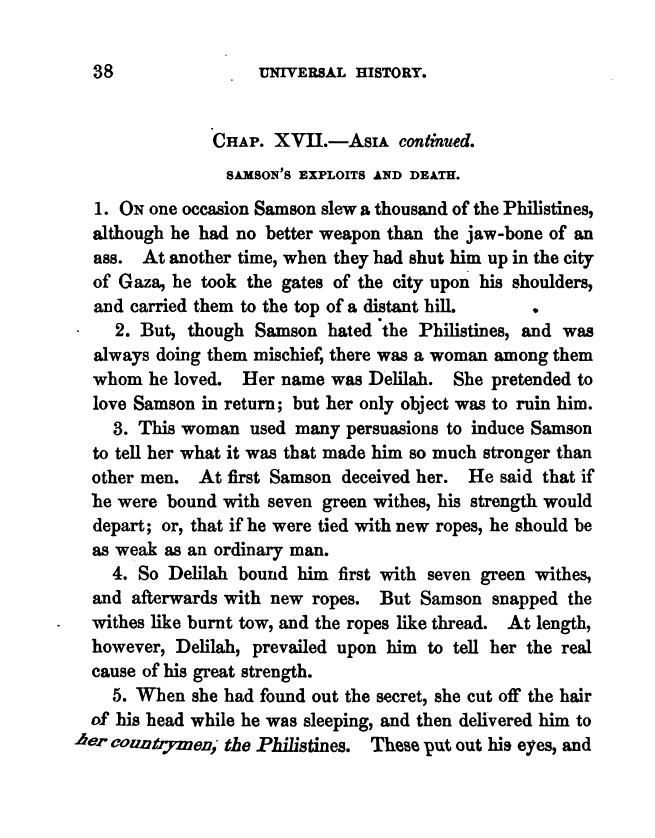 38 UNIVERSAL HISTORY.
CHAP. XVII.—ASIA continued.
SAMSON'S EXPLOITS AND DEATH.
1. ON one occasion Samson slew a thousand of the Philistines,
although he had no better weapon than the jaw-bone of an
ass. At another time, when they had shut him up in the city
of Gaza, he took the gates of the city upon his shoulders,
and carried them to the top of a distant hill.
2. But, though Samson hated the Philistines, and was
always doing them mischief, there was a woman among them
whom he loved. Her name was Delilah. She pretended to
love Samson in return; but her only object was to ruin him.
3. This woman used many persuasions to induce Samson
to tell her what it was that made him so much stronger than
other men. At first Samson deceived her. He said that if
he were bound with seven green withes, his strength would
depart; or, that if he were tied with new ropes, he should be
as weak as an ordinary man.
4. So Delilah bound him first with seven green withes,
and afterwards with new ropes. But Samson snapped the
withes like burnt tow, and the ropes like thread. At length,
however, Delilah, prevailed upon him to tell her the real
cause of his great strength.
5. When she had found out the secret, she cut off the hair
of his head while he was sleeping, and then delivered him to
her countrymen, the Philistines. These put out his eyes, and